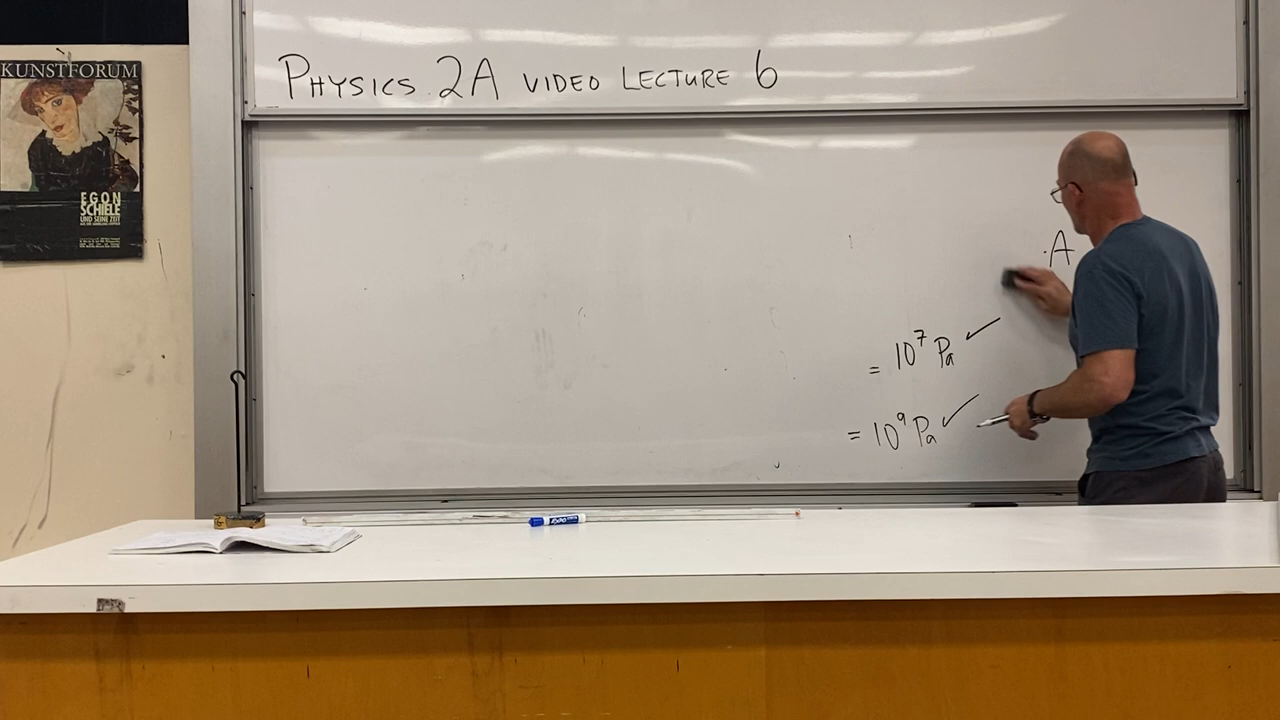 KUNSTFORUM
EGON
SCHIELE
UND SEINE ZEIT
PHYSICS 2A VIDEO LECTURE 6
A
= 10⁷ Pa ✓
= 10⁹ Pa ✓
EXPO